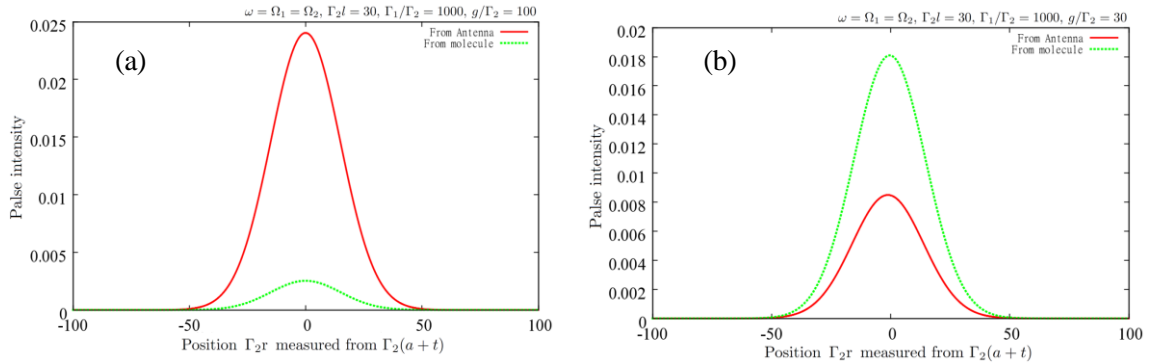 ω = Ω₁ = Ω₂, Γ₂l = 30, Γ₁/Γ₂ = 1000, g/Γ₂ = 100
0.025
From Antenna
From molecule
(a)
0.02
0.015
0.01
0.005
0
Palse intensity
-100
-50
0
50
100
Position Γ₂r measured from Γ₂(a + t)
ω = Ω₁ = Ω₂, Γ₂l = 30, Γ₁/Γ₂ = 1000, g/Γ₂ = 30
0.02
From Antenna
From molecule
(b)
0.018
0.016
0.014
0.012
0.01
0.008
0.006
0.004
0.002
0
Palse intensity
-100
-50
0
50
100
Position Γ₂r measured from Γ₂(a + t)